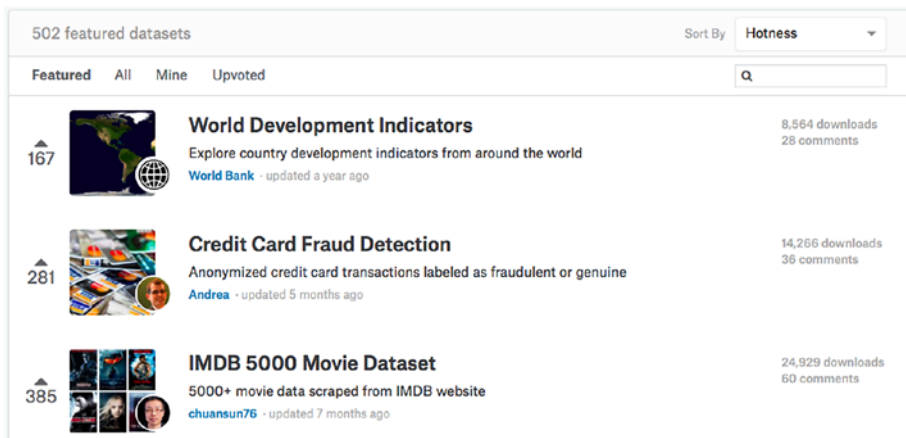 502 featured datasets
Sort By Hotness
Featured All Mine Upvoted
167
World Development Indicators
Explore country development indicators from around the world
World Bank · updated a year ago
8,564 downloads
28 comments
281
Credit Card Fraud Detection
Anonymized credit card transactions labeled as fraudulent or genuine
Andrea · updated 5 months ago
14,266 downloads
36 comments
385
IMDB 5000 Movie Dataset
5000+ movie data scraped from IMDB website
chuansun76 · updated 7 months ago
24,929 downloads
60 comments